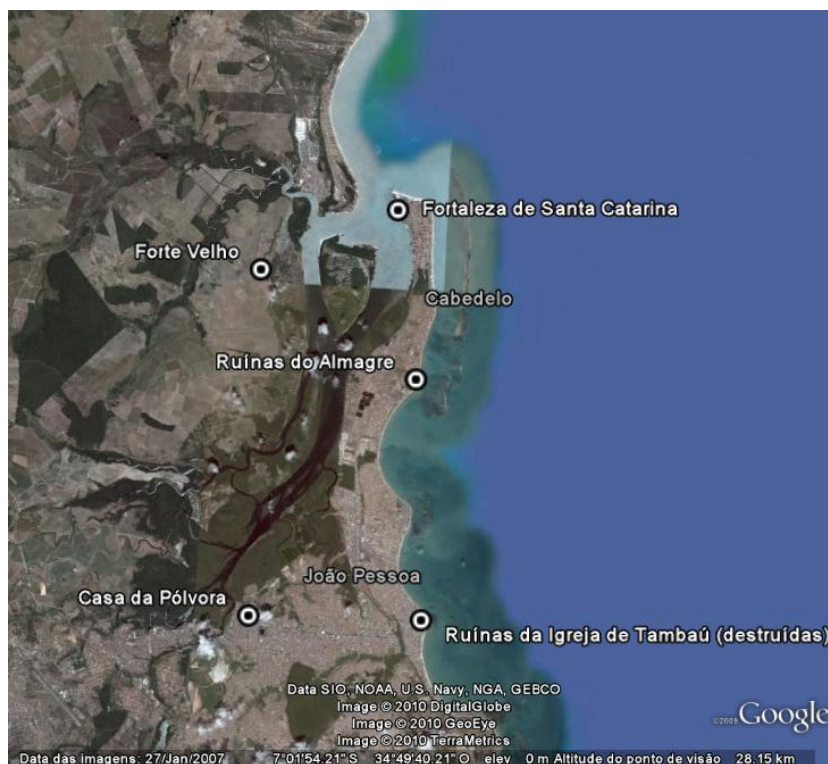 Fortaleza de Santa Catarina
Forte Velho
Cabedelo
Ruínas do Almagre
João Pessoa
Casa da Pólvora
Ruínas da Igreja de Tambaú (destruídas)
Data SIO, NOAA, U.S. Navy, NGA, GEBCO
Image © 2010 DigitalGlobe
Image © 2010 GeoEye
Image © 2010 TerraMetrics
©2009 Google
Data das imagens: 27/Jan/2007 7°01'54.21" S 34°49'40.21" O elev 0 m Altitude do ponto de visão 28.15 km